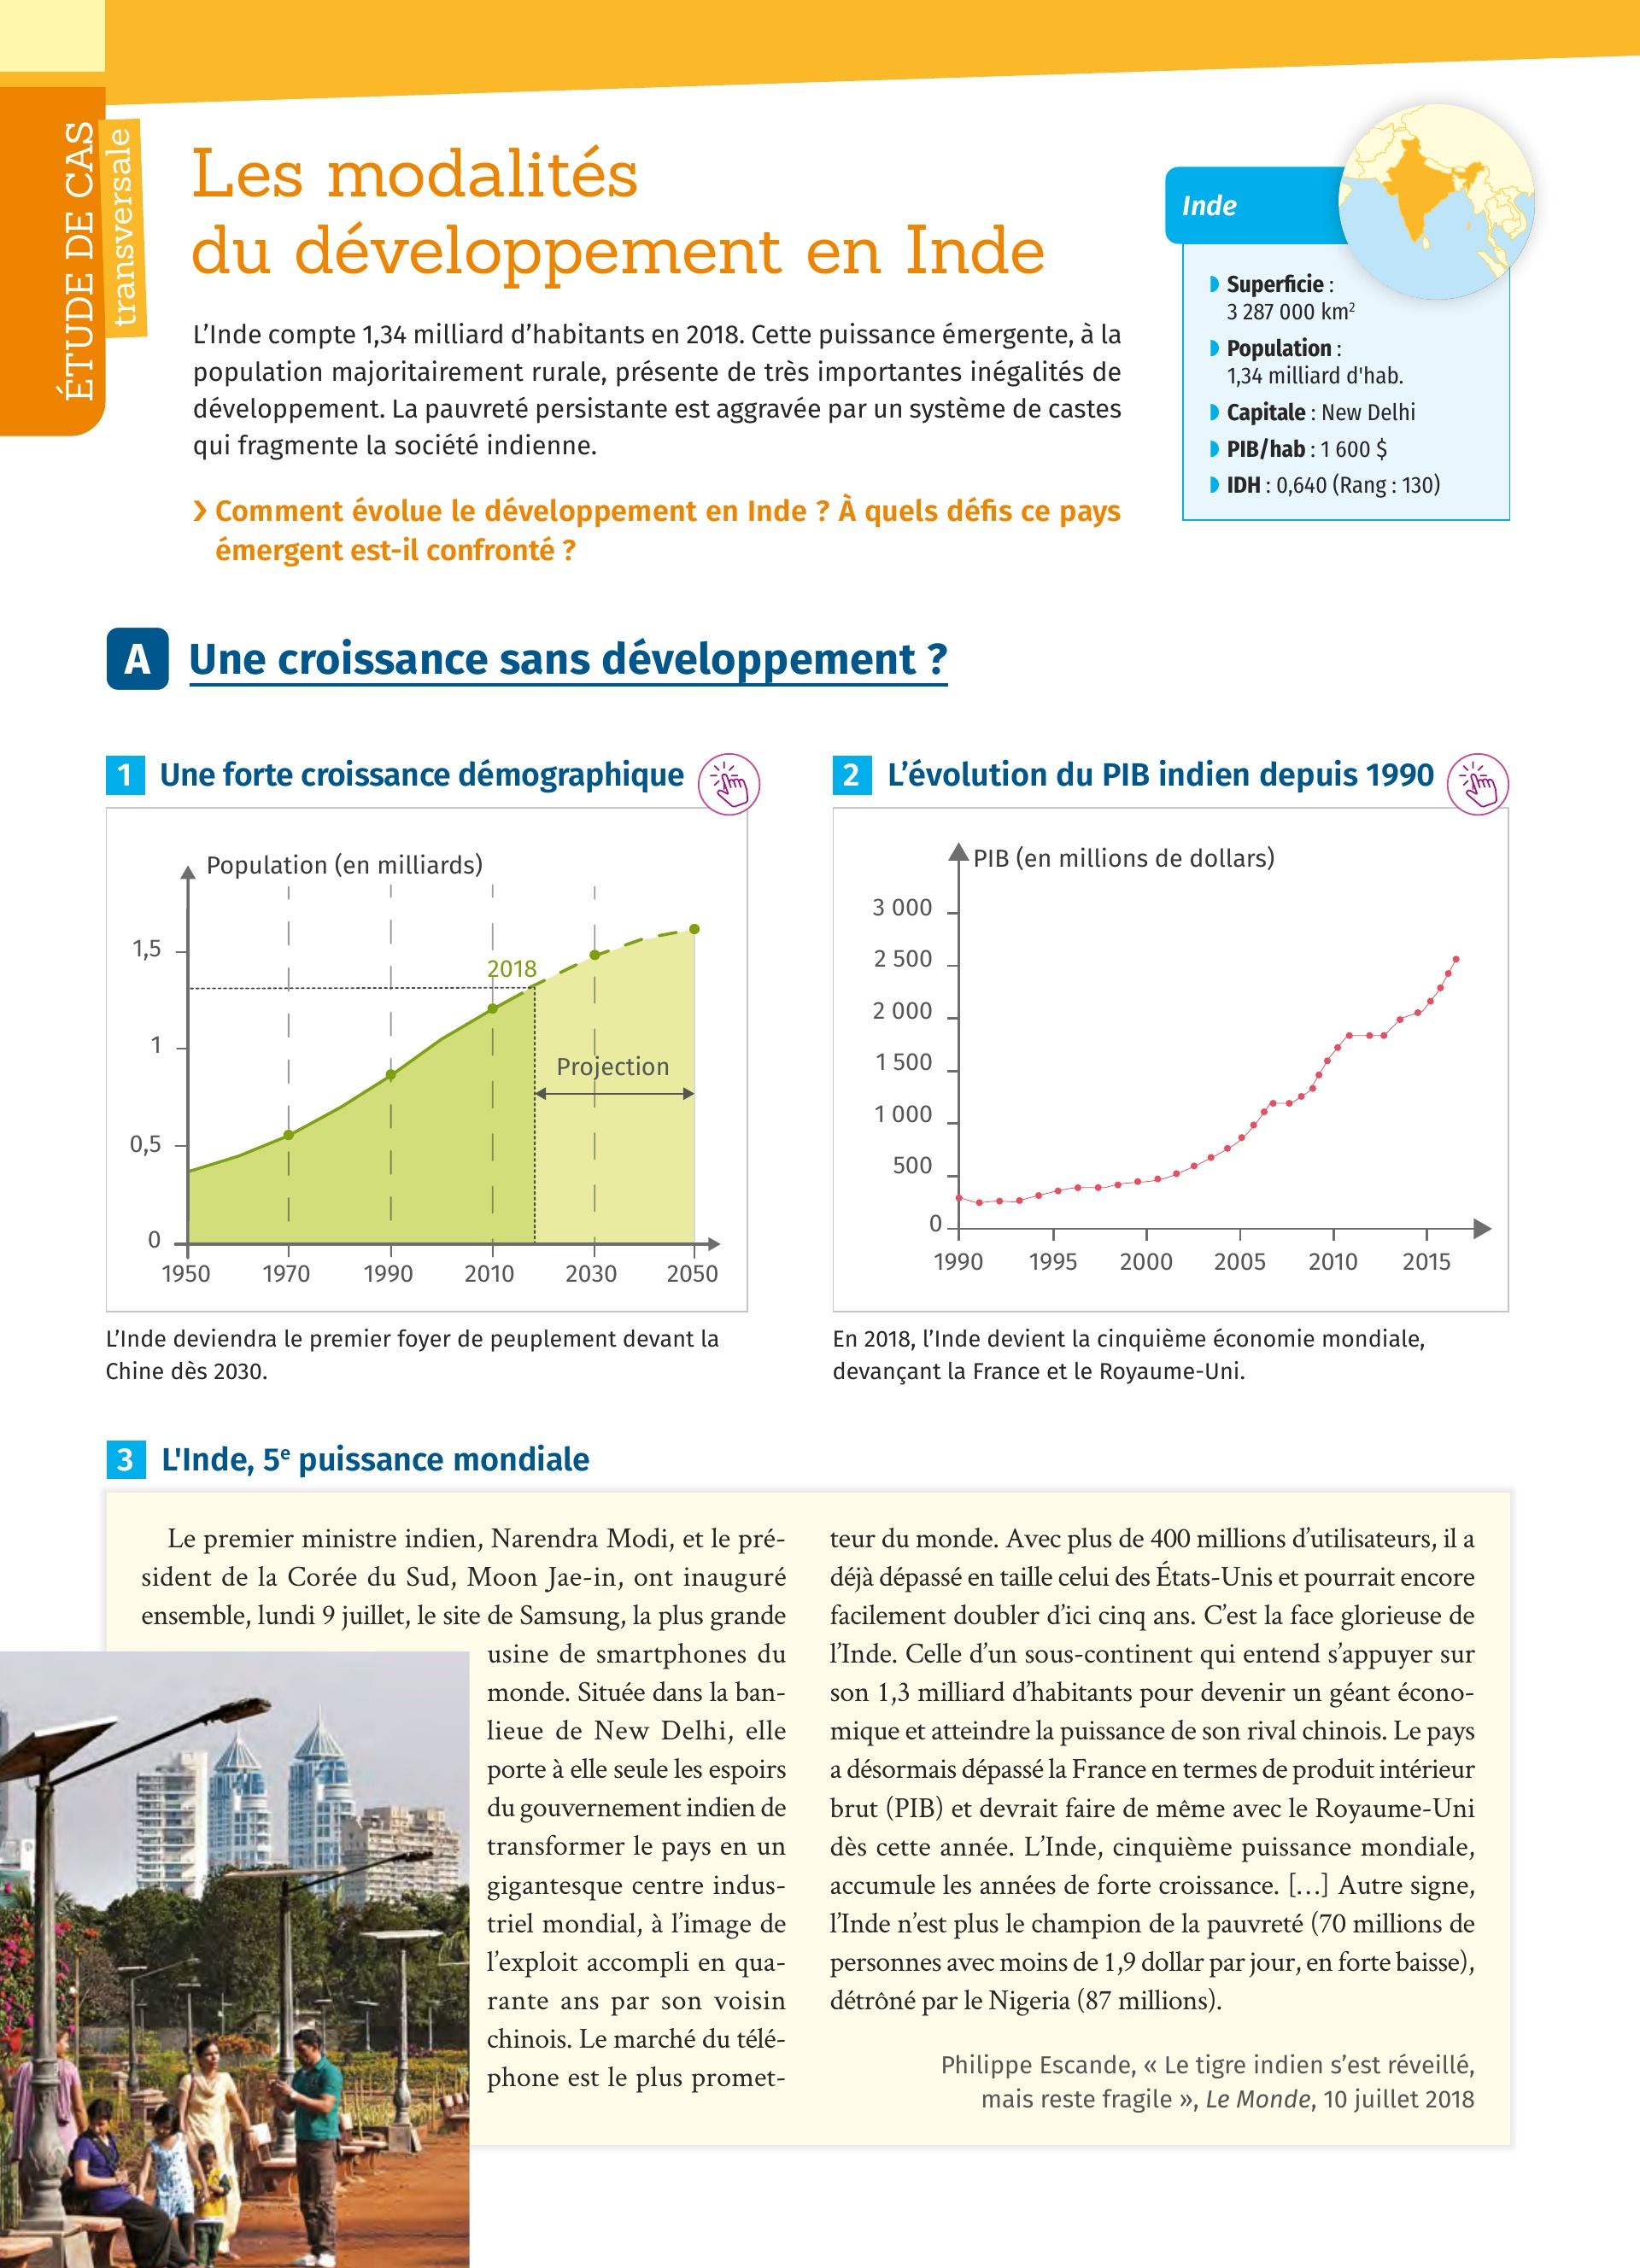 ÉTUDE DE CAS
transversale
Les modalités
du développement en Inde
L’Inde compte 1,34 milliard d’habitants en 2018. Cette puissance émergente, à la
population majoritairement rurale, présente de très importantes inégalités de
développement. La pauvreté persistante est aggravée par un système de castes
qui fragmente la société indienne.
› Comment évolue le développement en Inde ? À quels défis ce pays
émergent est-il confronté ?
Inde
Superficie :
3 287 000 km²
Population :
1,34 milliard d'hab.
Capitale : New Delhi
PIB/hab : 1 600 $
IDH : 0,640 (Rang : 130)
A Une croissance sans développement ?
1 Une forte croissance démographique
Population (en milliards)
1,5
1
0,5
0
2018
Projection
1950 1970 1990 2010 2030 2050
L’Inde deviendra le premier foyer de peuplement devant la
Chine dès 2030.
2 L’évolution du PIB indien depuis 1990
PIB (en millions de dollars)
3 000
2 500
2 000
1 500
1 000
500
0
1990 1995 2000 2005 2010 2015
En 2018, l’Inde devient la cinquième économie mondiale,
devançant la France et le Royaume-Uni.
3 L'Inde, 5e puissance mondiale
Le premier ministre indien, Narendra Modi, et le pré-
sident de la Corée du Sud, Moon Jae-in, ont inauguré
ensemble, lundi 9 juillet, le site de Samsung, la plus grande
usine de smartphones du
monde. Située dans la ban-
lieue de New Delhi, elle
porte à elle seule les espoirs
du gouvernement indien de
transformer le pays en un
gigantesque centre indus-
triel mondial, à l’image de
l’exploit accompli en qua-
rante ans par son voisin
chinois. Le marché du télé-
phone est le plus promet-
teur du monde. Avec plus de 400 millions d’utilisateurs, il a
déjà dépassé en taille celui des États-Unis et pourrait encore
facilement doubler d’ici cinq ans. C’est la face glorieuse de
l’Inde. Celle d’un sous-continent qui entend s’appuyer sur
son 1,3 milliard d’habitants pour devenir un géant écono-
mique et atteindre la puissance de son rival chinois. Le pays
a désormais dépassé la France en termes de produit intérieur
brut (PIB) et devrait faire de même avec le Royaume-Uni
dès cette année. L’Inde, cinquième puissance mondiale,
accumule les années de forte croissance. […] Autre signe,
l’Inde n’est plus le champion de la pauvreté (70 millions de
personnes avec moins de 1,9 dollar par jour, en forte baisse),
détrôné par le Nigeria (87 millions).
Philippe Escande, « Le tigre indien s’est réveillé,
mais reste fragile », Le Monde, 10 juillet 2018